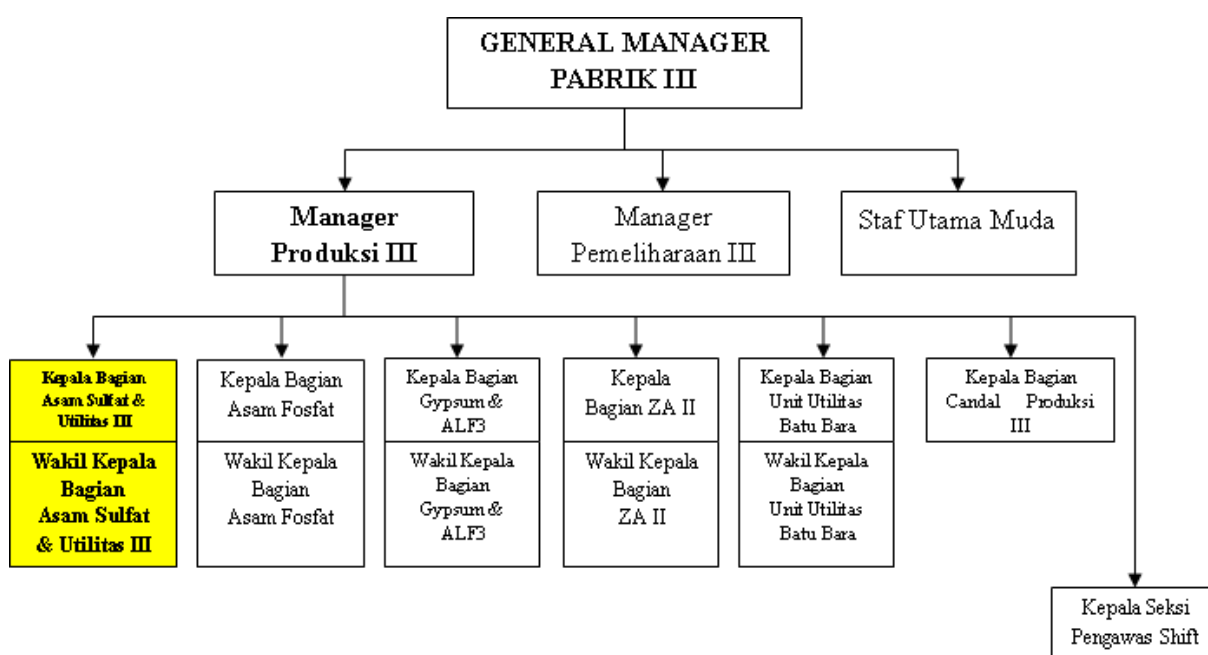 GENERAL MANAGER
PABRIK III
Manager
Produksi III
Manager
Pemeliharaan III
Staf Utama Muda
Kepala Bagian
Asam Sulfat &
Utilitas III
Wakil Kepala
Bagian
Asam Sulfat
& Utilitas III
Kepala Bagian
Asam Fosfat
Wakil Kepala
Bagian
Asam Fosfat
Kepala Bagian
Gypsum &
ALF3
Wakil Kepala
Bagian
Gypsum &
ALF3
Kepala
Bagian ZA II
Wakil Kepala
Bagian
ZA II
Kepala Bagian
Unit Utilitas
Batu Bara
Wakil Kepala
Bagian
Unit Utilitas
Batu Bara
Kepala Bagian
Candal Produksi
III
Kepala Seksi
Pengawas Shift